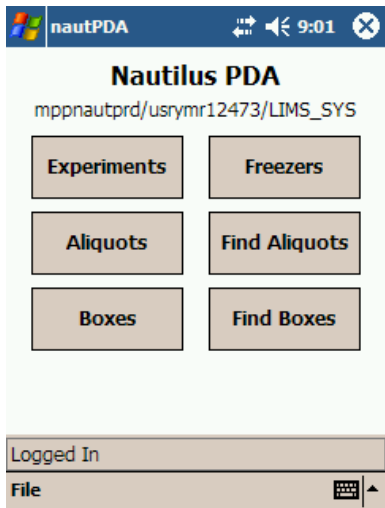 nautPDA 9:01
Nautilus PDA
mppnautprd/usrymr12473/LIMS_SYS
Experiments Freezers
Aliquots Find Aliquots
Boxes Find Boxes
Logged In
File